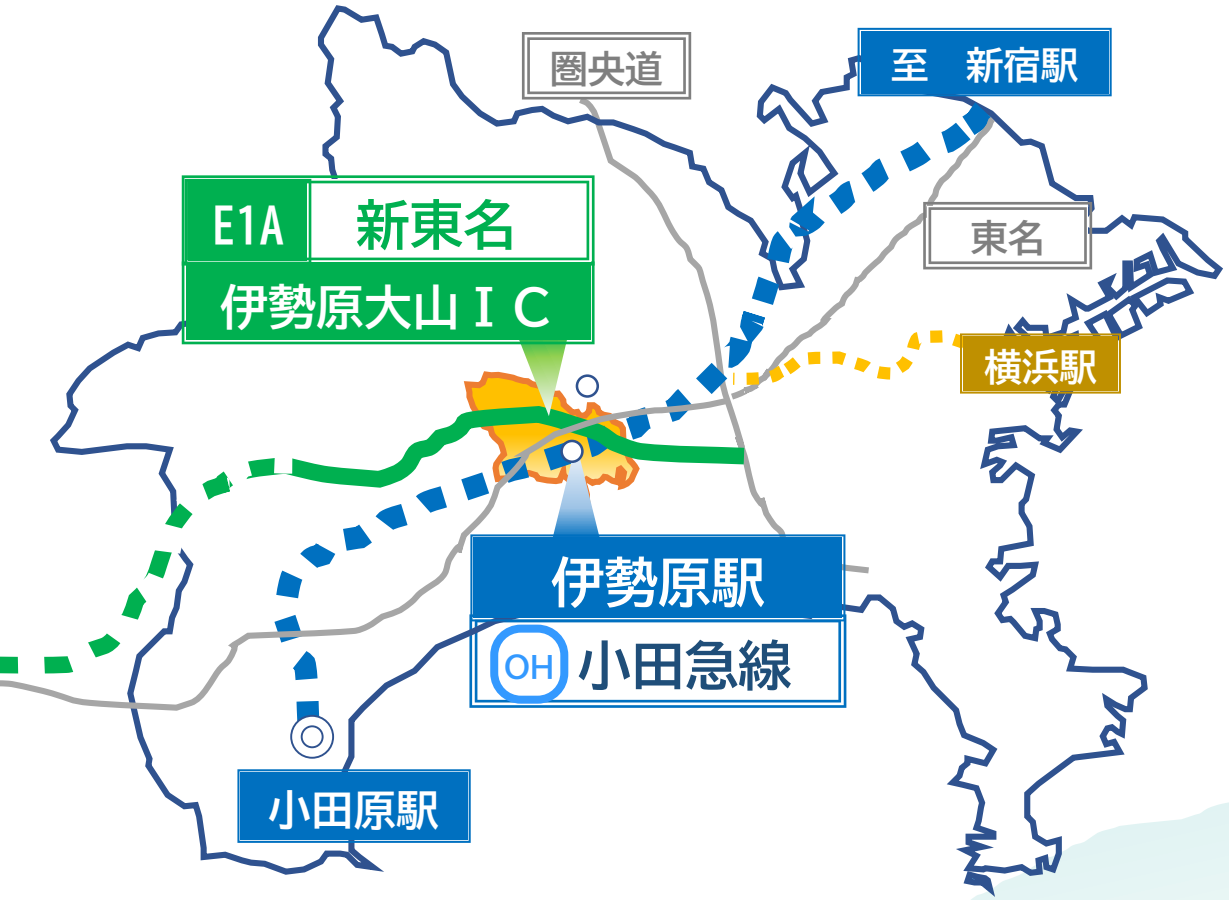 圏央道
至　新宿駅
E1A 新東名
伊勢原大山ＩＣ
東名
横浜駅
伊勢原駅
OH 小田急線
小田原駅